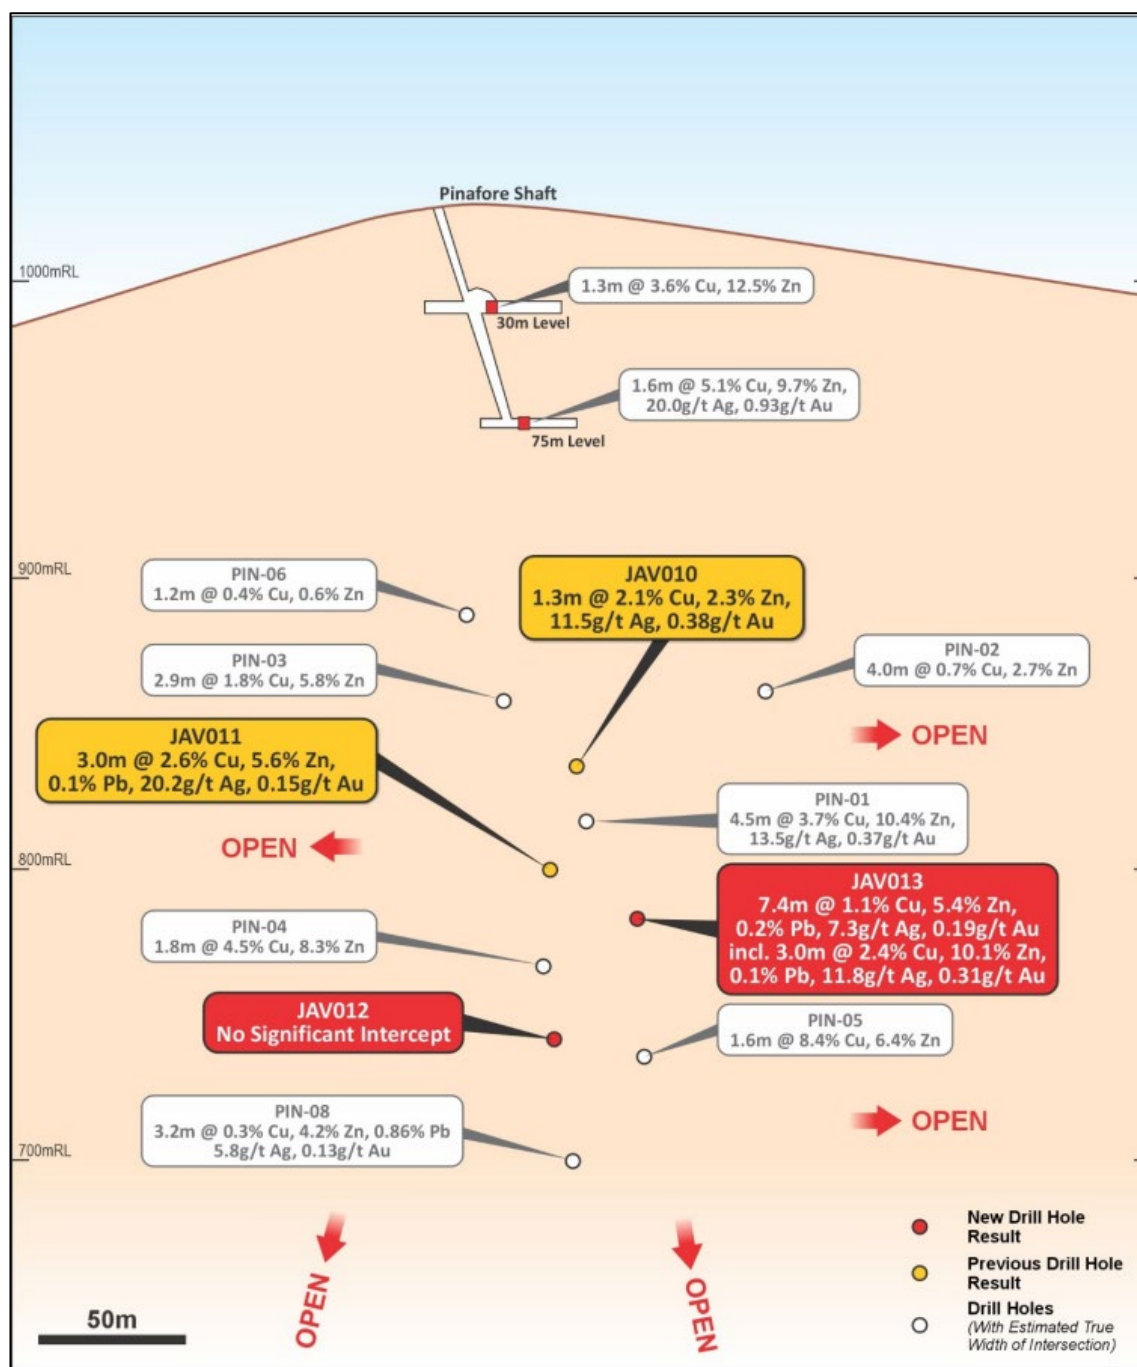 Pinafore Shaft
1000mRL
1.3m @ 3.6% Cu, 12.5% Zn
30m Level
1.6m @ 5.1% Cu, 9.7% Zn,
20.0g/t Ag, 0.93g/t Au
75m Level
900mRL
PIN-06
1.2m @ 0.4% Cu, 0.6% Zn
JAV010
1.3m @ 2.1% Cu, 2.3% Zn,
11.5g/t Ag, 0.38g/t Au
PIN-03
2.9m @ 1.8% Cu, 5.8% Zn
PIN-02
4.0m @ 0.7% Cu, 2.7% Zn
OPEN
JAV011
3.0m @ 2.6% Cu, 5.6% Zn,
0.1% Pb, 20.2g/t Ag, 0.15g/t Au
PIN-01
4.5m @ 3.7% Cu, 10.4% Zn,
13.5g/t Ag, 0.37g/t Au
OPEN
800mRL
JAV013
7.4m @ 1.1% Cu, 5.4% Zn,
0.2% Pb, 7.3g/t Ag, 0.19g/t Au
incl. 3.0m @ 2.4% Cu, 10.1% Zn,
0.1% Pb, 11.8g/t Ag, 0.31g/t Au
PIN-04
1.8m @ 4.5% Cu, 8.3% Zn
JAV012
No Significant Intercept
PIN-05
1.6m @ 8.4% Cu, 6.4% Zn
PIN-08
3.2m @ 0.3% Cu, 4.2% Zn, 0.86% Pb
5.8g/t Ag, 0.13g/t Au
OPEN
700mRL
OPEN
OPEN
New Drill Hole
Result
Previous Drill Hole
Result
Drill Holes
(With Estimated True
Width of Intersection)
50m